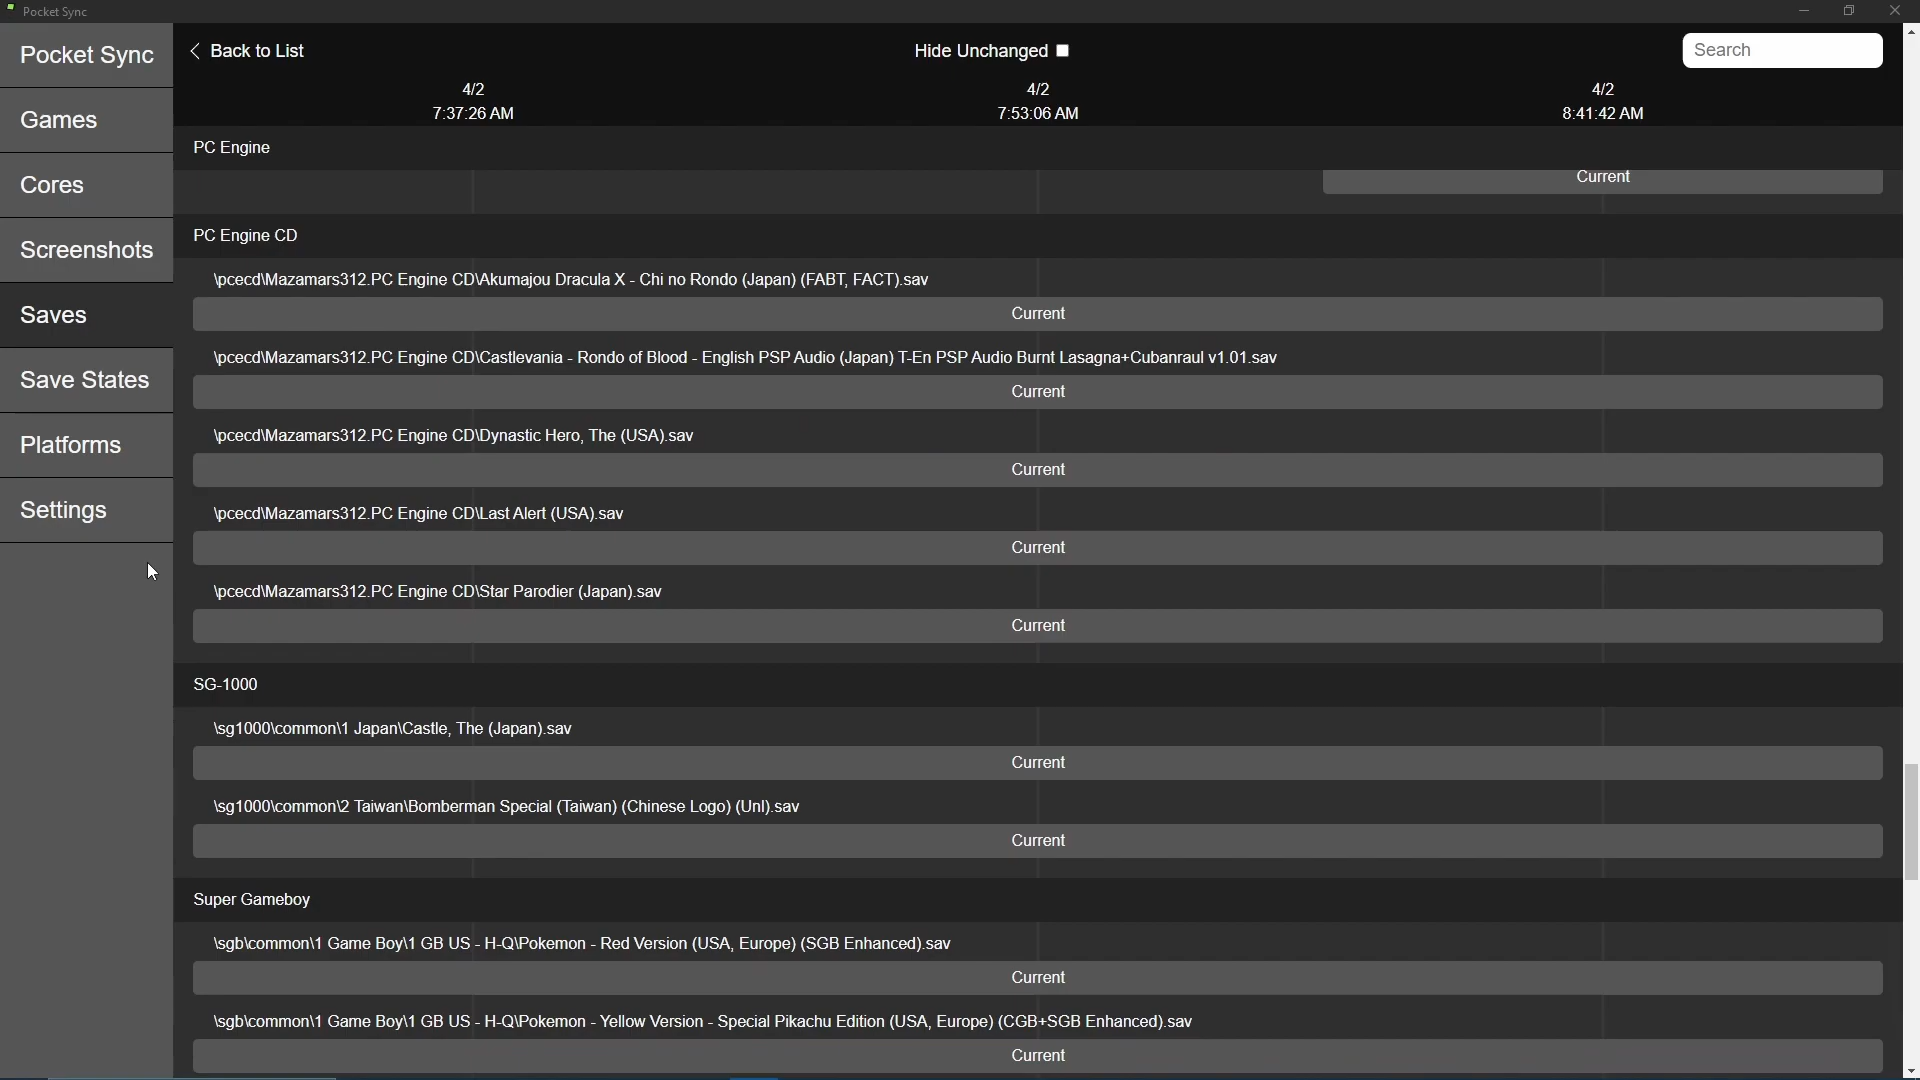 Pocket Sync
Pocket Sync
Games
Cores
Screenshots
Saves
Save States
Platforms
Settings
Back to List
Hide Unchanged
Search
4/2
7:37:26 AM
4/2
7:53:06 AM
4/2
8:41:42 AM
PC Engine
Current
PC Engine CD
\pcecd\Mazamars312.PC Engine CD\Akumajou Dracula X - Chi no Rondo (Japan) (FABT, FACT).sav
Current
\pcecd\Mazamars312.PC Engine CD\Castlevania - Rondo of Blood - English PSP Audio (Japan) T-En PSP Audio Burnt Lasagna+Cubanraul v1.01.sav
Current
\pcecd\Mazamars312.PC Engine CD\Dynastic Hero, The (USA).sav
Current
\pcecd\Mazamars312.PC Engine CD\Last Alert (USA).sav
Current
\pcecd\Mazamars312.PC Engine CD\Star Parodier (Japan).sav
Current
SG-1000
\sg1000\common\1 Japan\Castle, The (Japan).sav
Current
\sg1000\common\2 Taiwan\Bomberman Special (Taiwan) (Chinese Logo) (Unl).sav
Current
Super Gameboy
\sgb\common\1 Game Boy\1 GB US - H-Q\Pokemon - Red Version (USA, Europe) (SGB Enhanced).sav
Current
\sgb\common\1 Game Boy\1 GB US - H-Q\Pokemon - Yellow Version - Special Pikachu Edition (USA, Europe) (CGB+SGB Enhanced).sav
Current